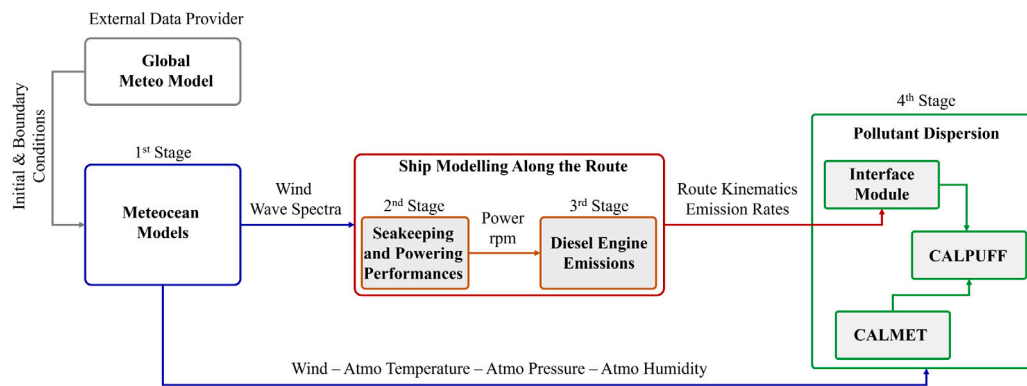 External Data Provider
Global
Meteo Model
Initial & Boundary
Conditions
1st Stage
Meteocean
Models
Wind
Wave Spectra
Ship Modelling Along the Route
2nd Stage
Seakeeping
and Powering
Performances
Power
rpm
3rd Stage
Diesel Engine
Emissions
Route Kinematics
Emission Rates
4th Stage
Pollutant Dispersion
Interface
Module
CALPUFF
CALMET
Wind – Atmo Temperature – Atmo Pressure – Atmo Humidity